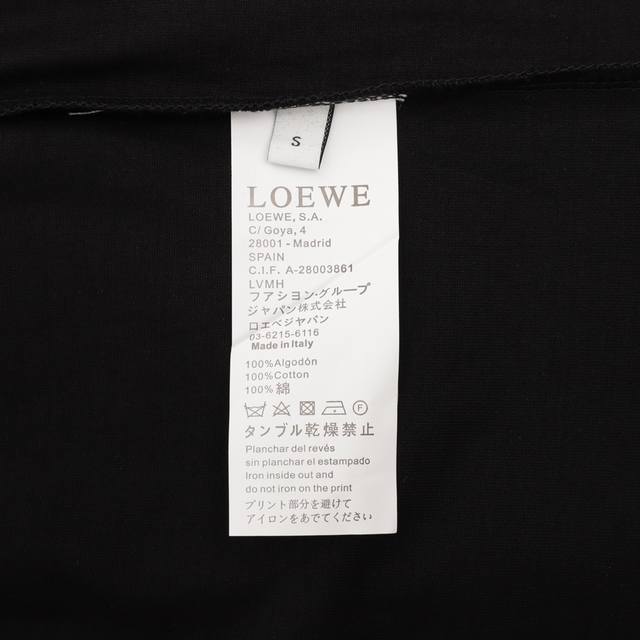 S
LOEWE
LOEWE, S.A.
C/ Goya, 4
28001 - Madrid
SPAIN
C.I.F. A-28003861
LVMH
フアシヨン·グループ
ジャパン株式会社
ロエベジャパン
03-6215-6116
Made in Italy
100%Algodón
100%Cotton
100%綿
F
タンブル乾燥禁止
Planchar del revés
sin planchar el estampado
Iron inside out and
do not iron on the print
プリント部分を避けて
アイロンをあててください